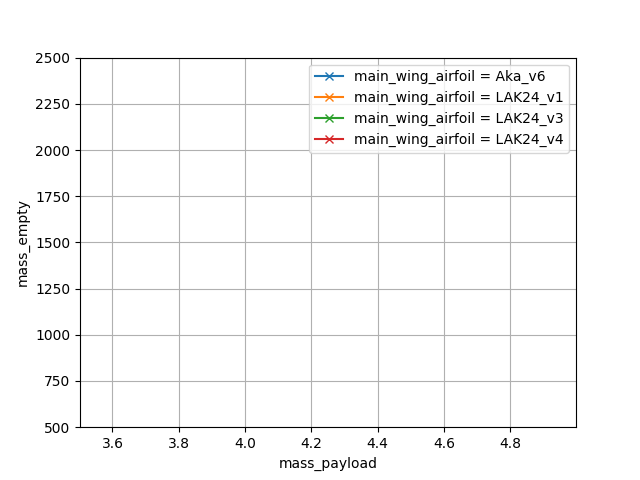 2500
2250
2000
1750
1500
1250
1000
750
500
mass_empty
main_wing_airfoil = Aka_v6
main_wing_airfoil = LAK24_v1
main_wing_airfoil = LAK24_v3
main_wing_airfoil = LAK24_v4
3.6 3.8 4.0 4.2 4.4 4.6 4.8
mass_payload